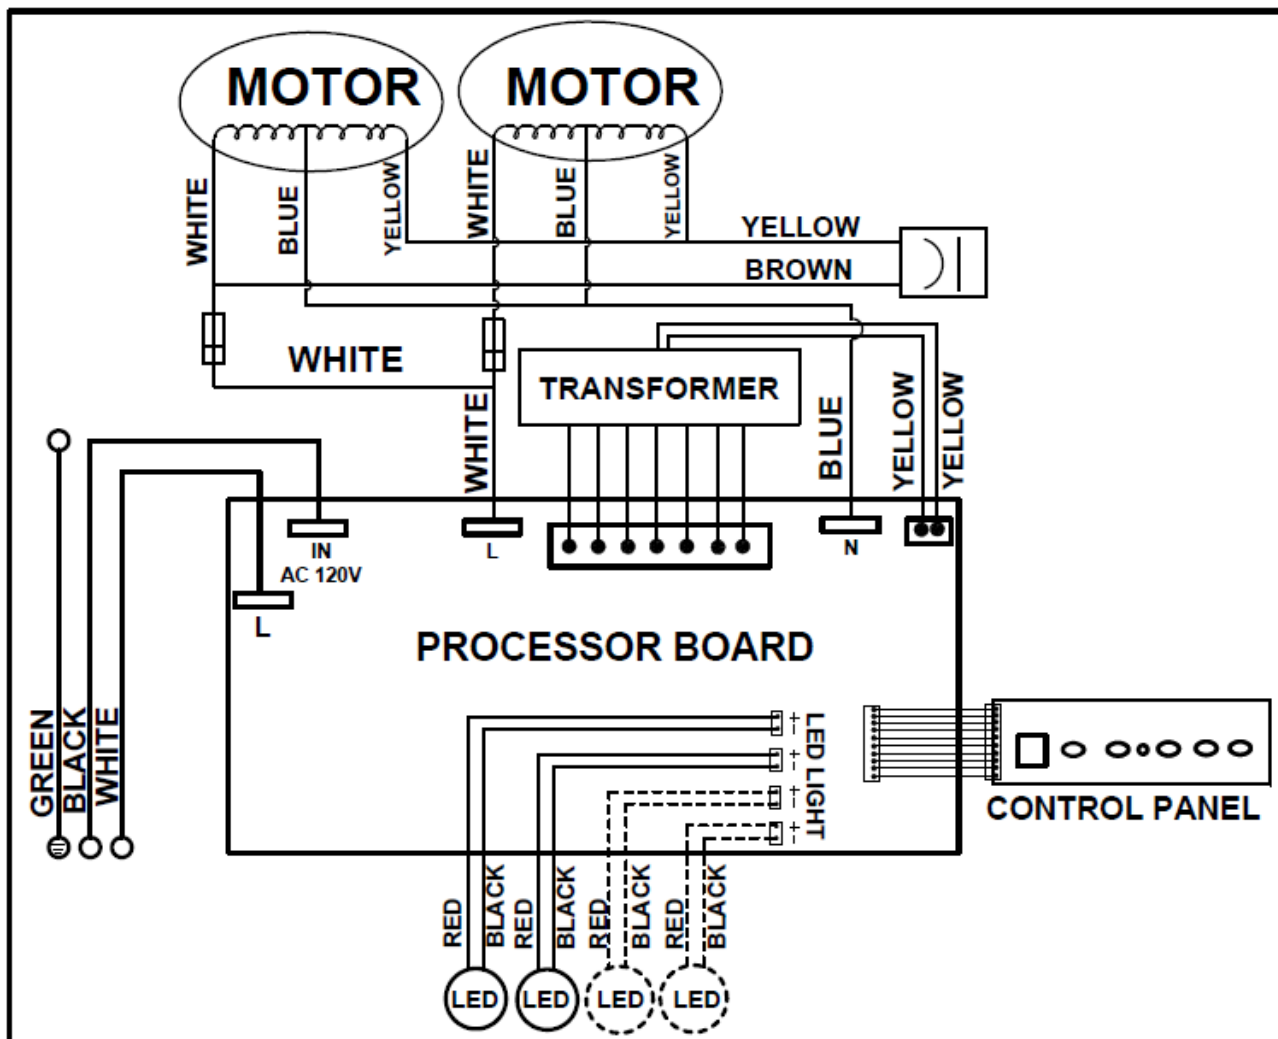 MOTOR
MOTOR
WHITE
BLUE
YELLOW
WHITE
BLUE
YELLOW
YELLOW
BROWN
WHITE
TRANSFORMER
WHITE
BLUE
YELLOW
YELLOW
IN
AC 120V
L
N
L
PROCESSOR BOARD
GREEN
BLACK
WHITE
+
-
+
-
+
-
+
-
LED LIGHT
CONTROL PANEL
RED
BLACK
RED
BLACK
RED
BLACK
RED
BLACK
LED
LED
LED
LED